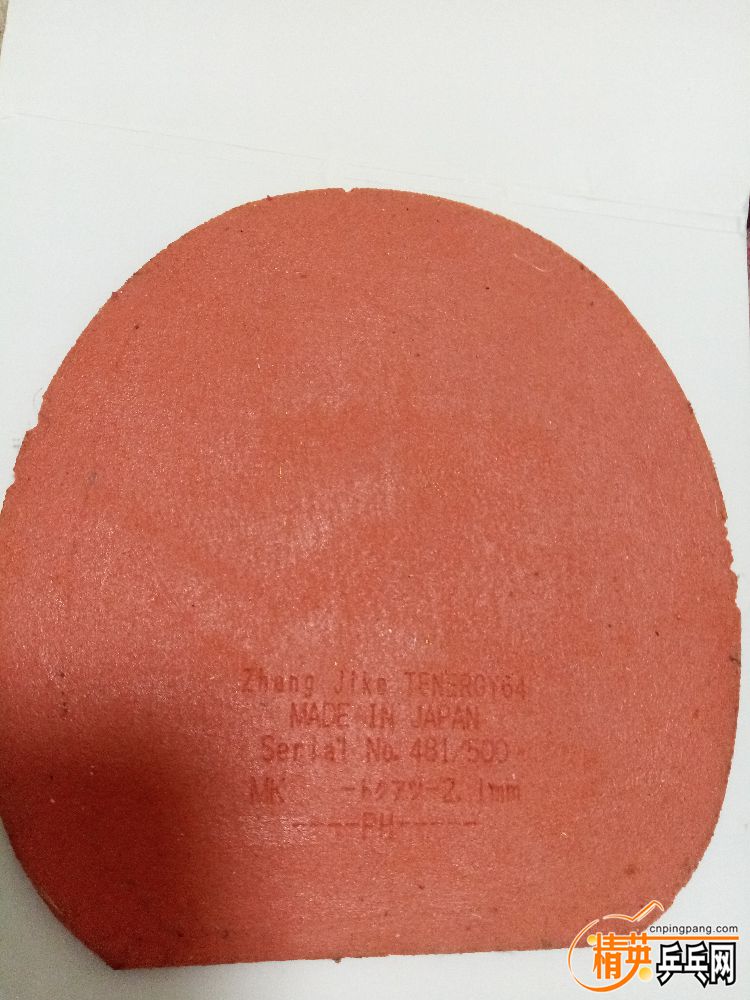 Zhang Jike TENERGY64
MADE IN JAPAN
Serial No. 481/500
MK -トクアツ-2.1mm
-----PH-----
cnpingpang.com
精英乒乓网